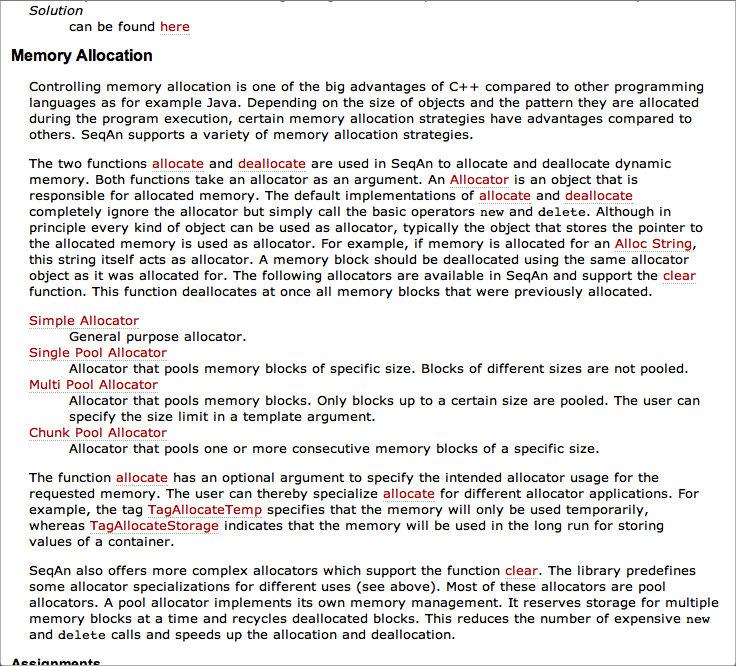 Solution
can be found here
Memory Allocation
Controlling memory allocation is one of the big advantages of C++ compared to other programming
languages as for example Java. Depending on the size of objects and the pattern they are allocated
during the program execution, certain memory allocation strategies have advantages compared to
others. SeqAn supports a variety of memory allocation strategies.
The two functions allocate and deallocate are used in SeqAn to allocate and deallocate dynamic
memory. Both functions take an allocator as an argument. An Allocator is an object that is
responsible for allocated memory. The default implementations of allocate and deallocate
completely ignore the allocator but simply call the basic operators new and delete. Although in
principle every kind of object can be used as allocator, typically the object that stores the pointer to
the allocated memory is used as allocator. For example, if memory is allocated for an Alloc String,
this string itself acts as allocator. A memory block should be deallocated using the same allocator
object as it was allocated for. The following allocators are available in SeqAn and support the clear
function. This function deallocates at once all memory blocks that were previously allocated.
Simple Allocator
General purpose allocator.
Single Pool Allocator
Allocator that pools memory blocks of specific size. Blocks of different sizes are not pooled.
Multi Pool Allocator
Allocator that pools memory blocks. Only blocks up to a certain size are pooled. The user can
specify the size limit in a template argument.
Chunk Pool Allocator
Allocator that pools one or more consecutive memory blocks of a specific size.
The function allocate has an optional argument to specify the intended allocator usage for the
requested memory. The user can thereby specialize allocate for different allocator applications. For
example, the tag TagAllocateTemp specifies that the memory will only be used temporarily,
whereas TagAllocateStorage indicates that the memory will be used in the long run for storing
values of a container.
SeqAn also offers more complex allocators which support the function clear. The library predefines
some allocator specializations for different uses (see above). Most of these allocators are pool
allocators. A pool allocator implements its own memory management. It reserves storage for multiple
memory blocks at a time and recycles deallocated blocks. This reduces the number of expensive new
and delete calls and speeds up the allocation and deallocation.
Assignments